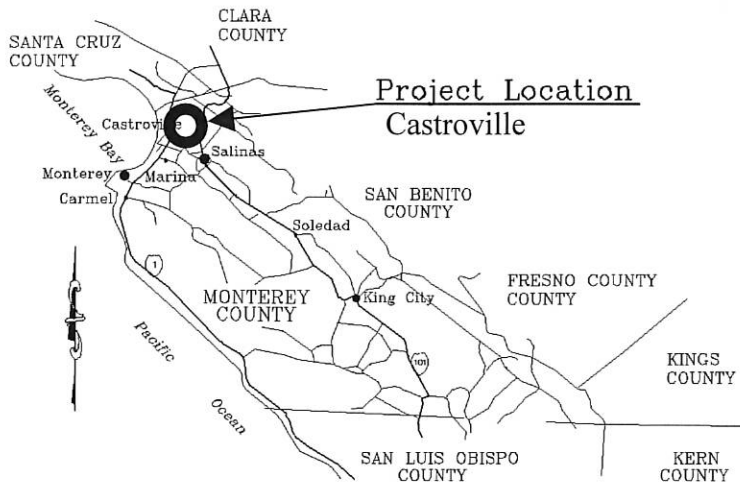 CLARA
COUNTY
SANTA CRUZ
COUNTY
Monterey Bay
Project Location
Castroville
Castroville
Salinas
Monterey
Marina
Carmel
SAN BENITO
COUNTY
Soledad
1
MONTEREY
COUNTY
King City
FRESNO COUNTY
COUNTY
Pacific
Ocean
101
KINGS
COUNTY
SAN LUIS OBISPO
COUNTY
KERN
COUNTY